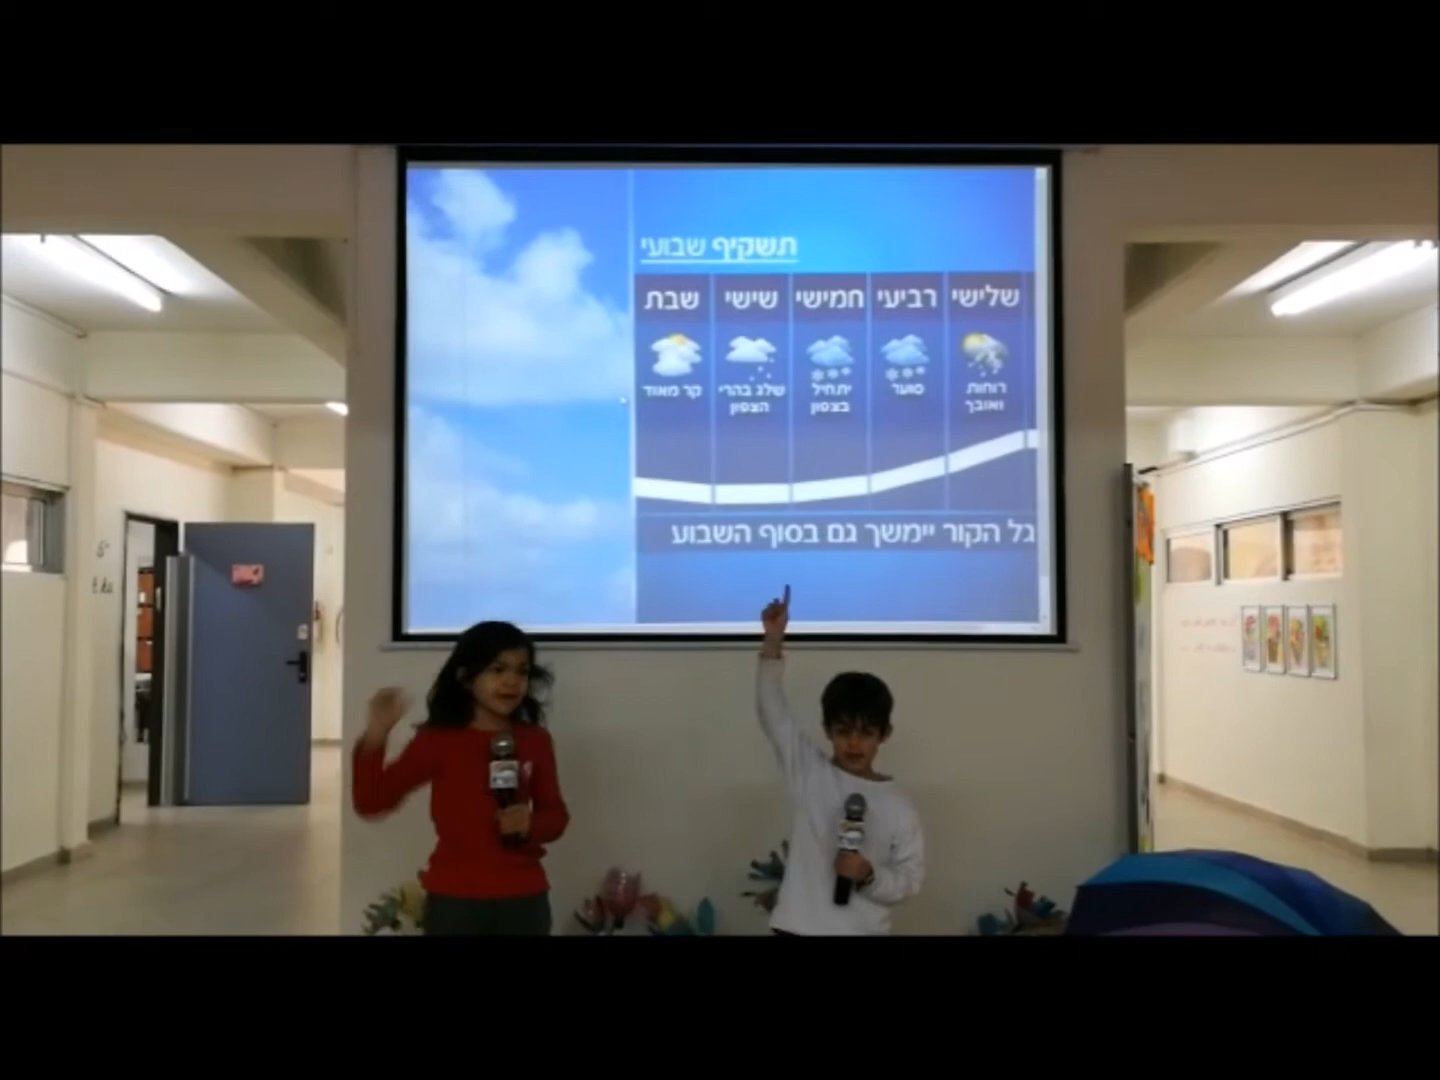 תשקיף שבועי
שלישי רביעי חמישי שישי שבת
רוחות ואובך
סוער
יתחיל בצפון
שלג בהרי הצפון
קר מאוד
גל הקור יימשך גם בסוף השבוע